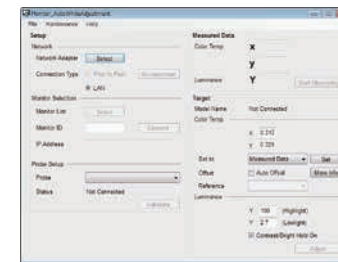 Monitor_AutoWhiteAdjustment
File Maintenance Help
Setup
Network
Network Adapter Select
Connection Type Peer to Peer
LAN
Monitor Selection
Monitor List Select
Monitor ID Connect
IP Address
Probe Setup
Probe
Status Not Connected
Calibrate
Measured Data
Color Temp. x
y
Luminance Y Start Measuring
Target
Model Name Not Connected
Color Temp.
x 0.313
y 0.329
Set to Measured Data Set
Offset Auto Offset More Info
Reference
Luminance
Y 100 (Highlight)
Y 2.7 (Lowlight)
Contrast/Bright Hold On
Adjust